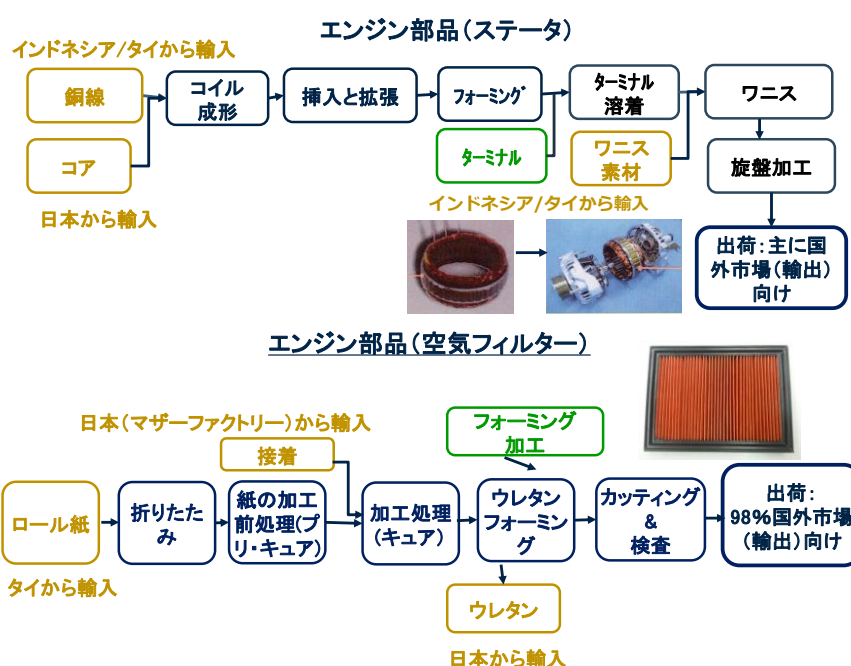 エンジン部品（ステータ）
インドネシア/タイから輸入
銅線
コイル
成形
挿入と拡張
フォーミング
ターミナル
溶着
ワニス
コア
ターミナル
ワニス
素材
旋盤加工
日本から輸入
インドネシア/タイから輸入
出荷：主に国
外市場（輸出）
向け
エンジン部品（空気フィルター）
日本（マザーファクトリー）から輸入
接着
フォーミング
加工
ロール紙
折りたた
み
紙の加工
前処理（プ
リ・キュア）
加工処理
（キュア）
ウレタン
フォーミン
グ
カッティング
&
検査
出荷：
98%国外市場
（輸出）向け
タイから輸入
ウレタン
日本から輸入